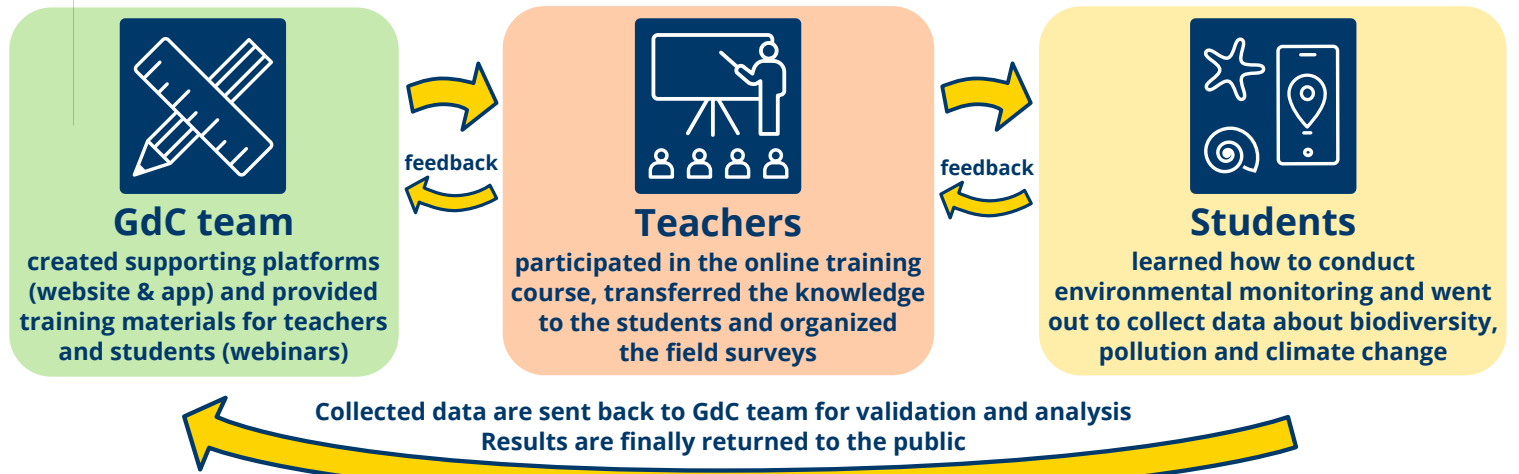 GdC team
created supporting platforms
(website & app) and provided
training materials for teachers
and students (webinars)
feedback
Teachers
participated in the online training
course, transferred the knowledge
to the students and organized
the field surveys
feedback
Students
learned how to conduct
environmental monitoring and went
out to collect data about biodiversity,
pollution and climate change
Collected data are sent back to GdC team for validation and analysis
Results are finally returned to the public